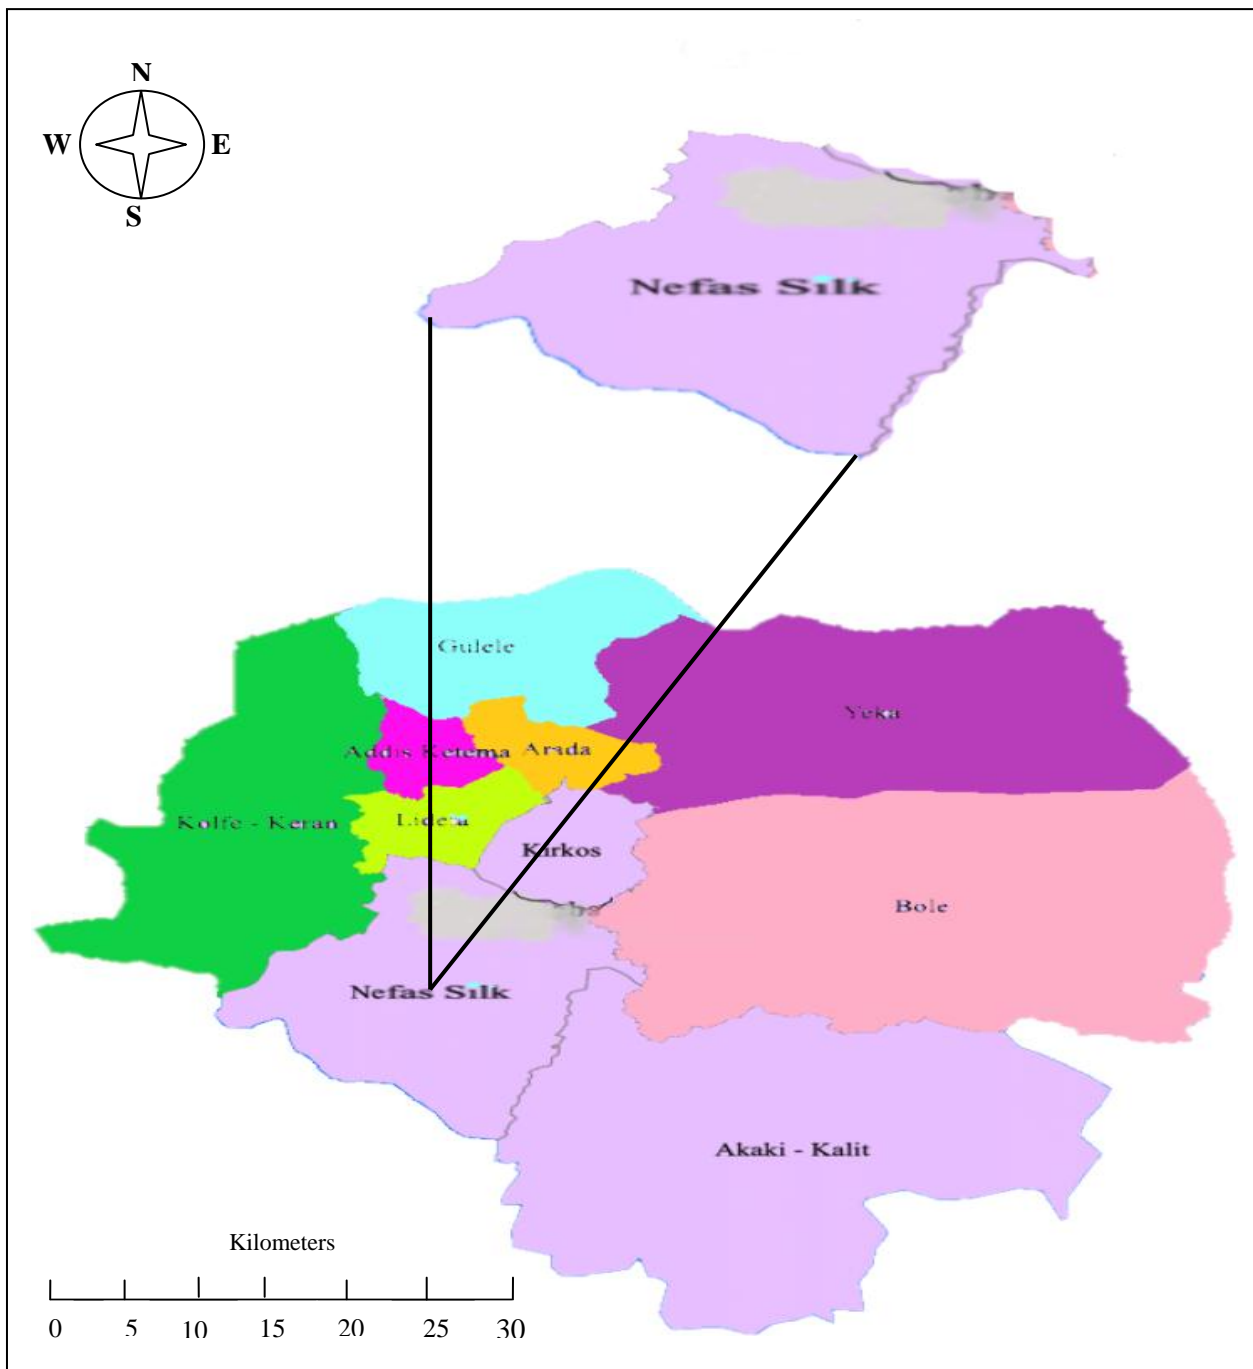 N
W E
S
Nefas Silk
Gulele
Yeka
Addis Ketema
Arada
Kolfe - Keran
Lideta
Kirkos
Bole
Nefas Silk
Akaki - Kalit
Kilometers
0 5 10 15 20 25 30